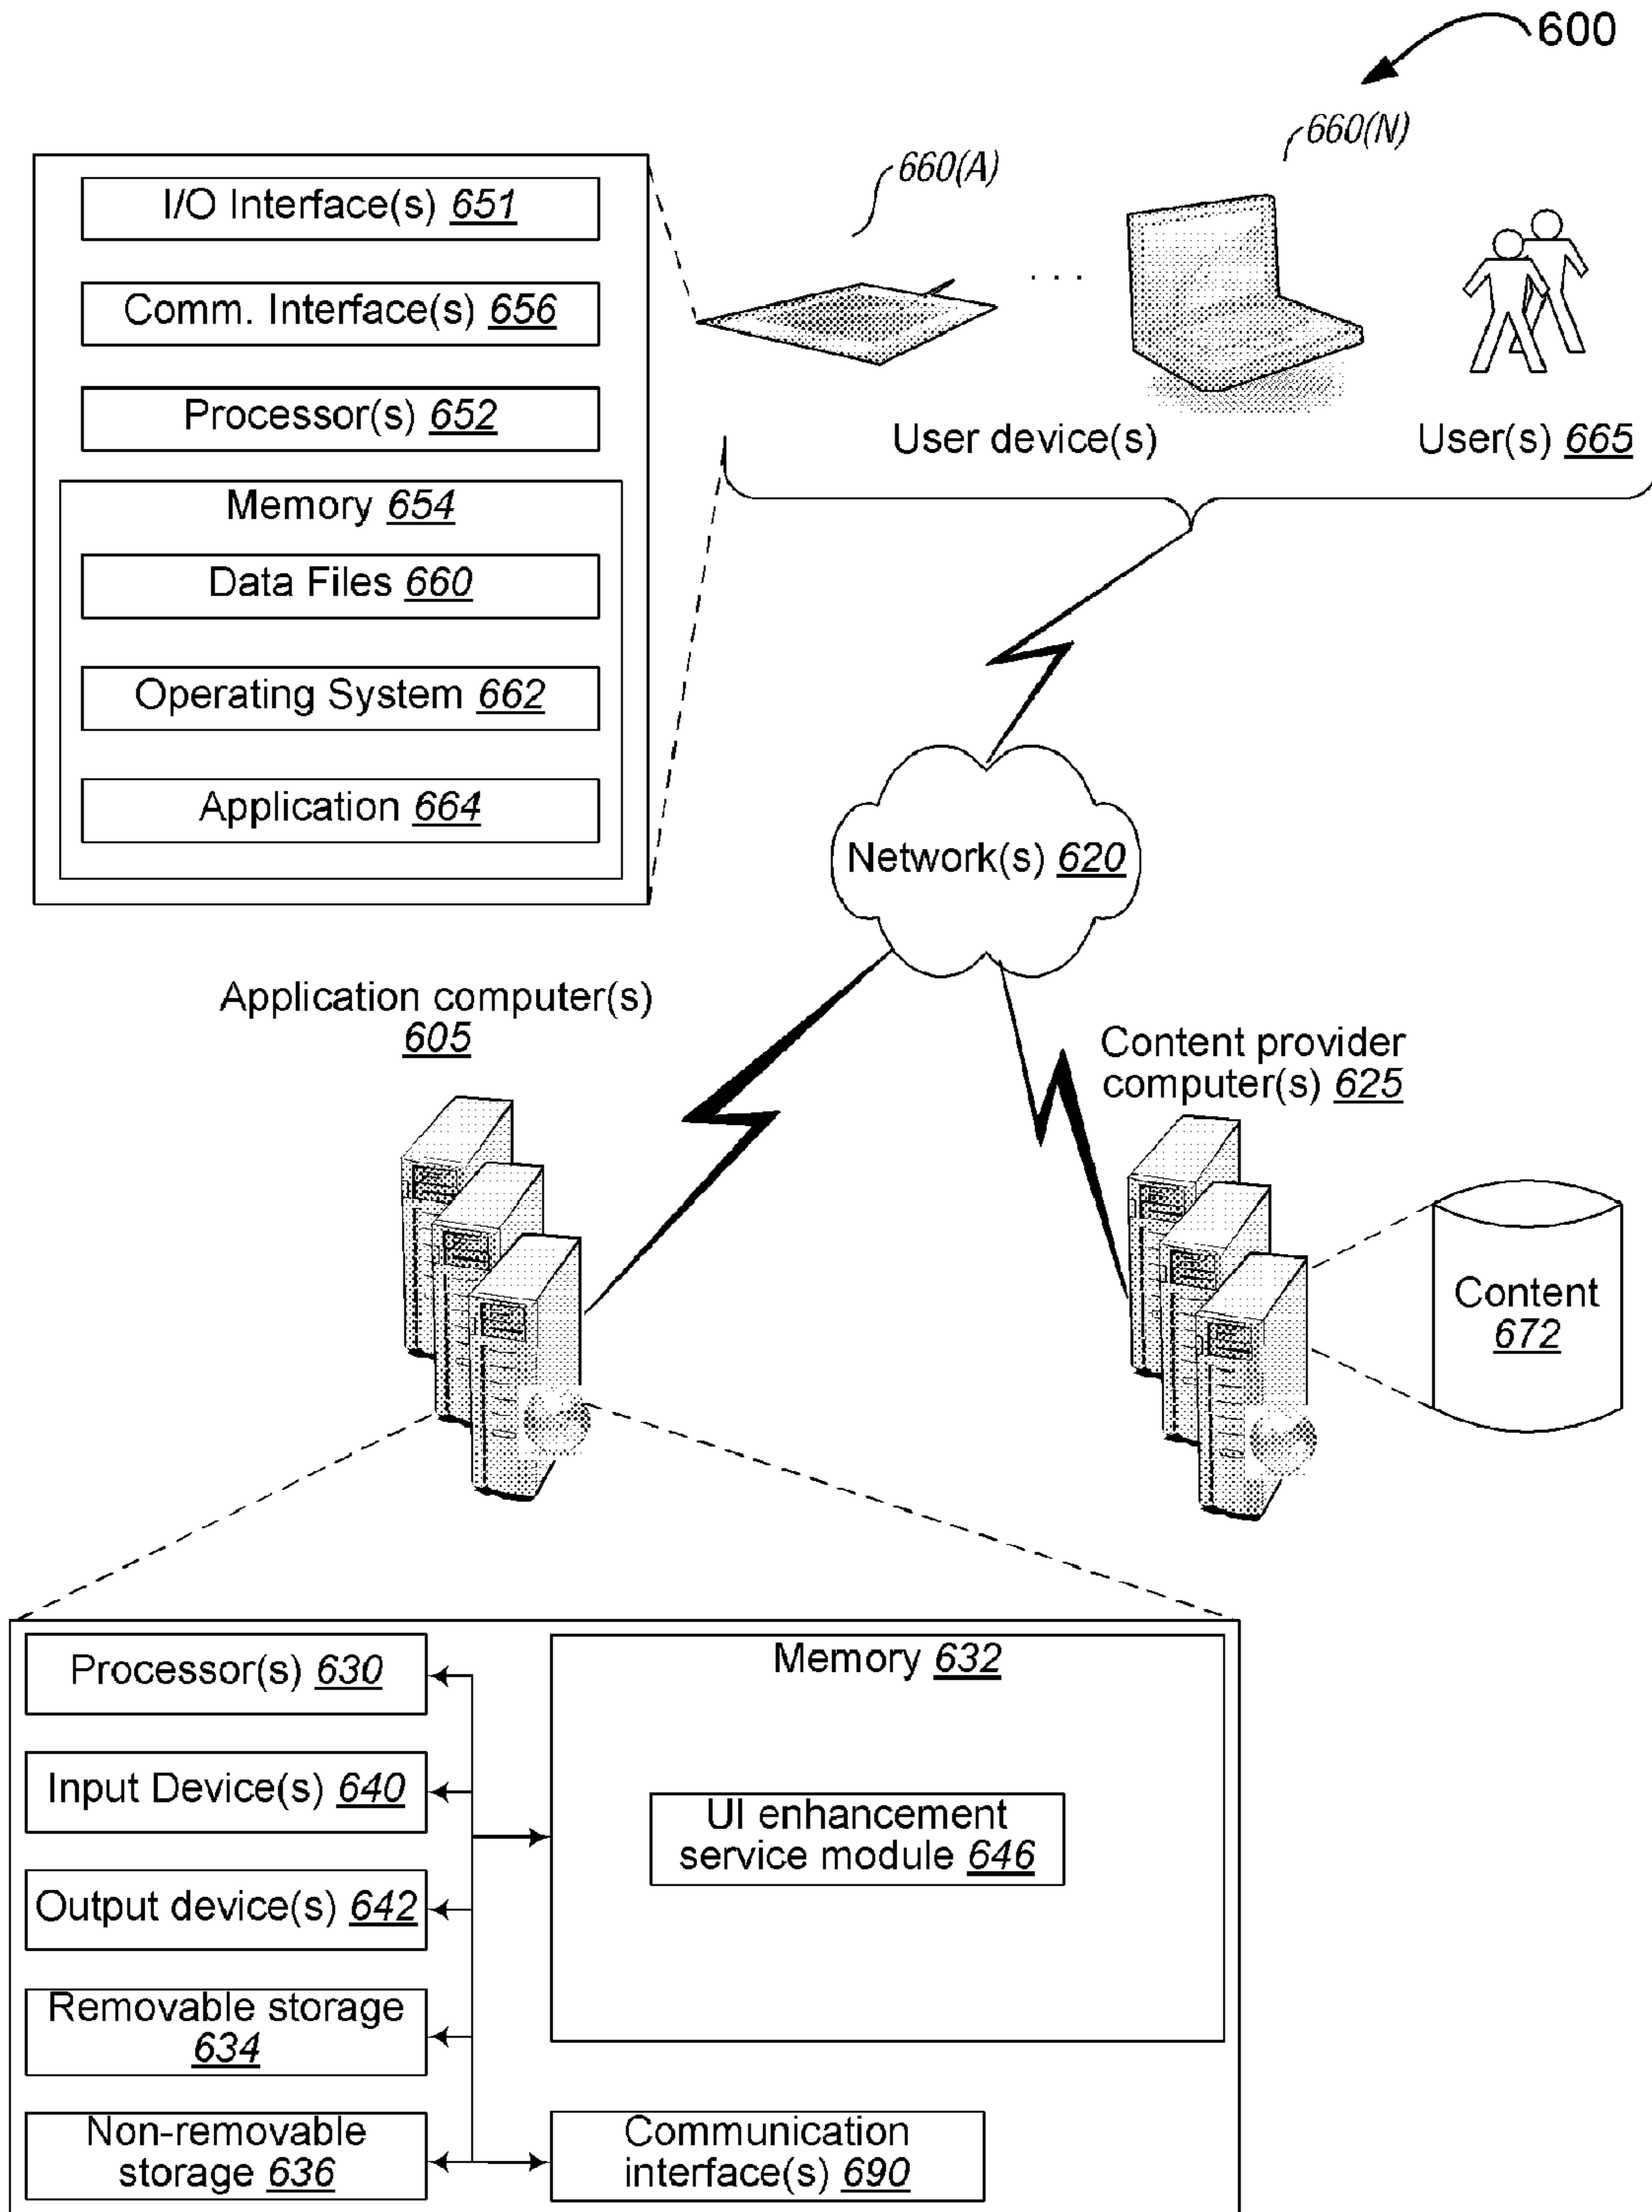 600
660(N)
660(A)
I/O Interface(s) 651
Comm. Interface(s) 656
Processor(s) 652
Memory 654
Data Files 660
Operating System 662
Application 664
. . .
User device(s)
User(s) 665
Network(s) 620
Application computer(s)
605
Content provider
computer(s) 625
Content
672
Processor(s) 630
Input Device(s) 640
Output device(s) 642
Removable storage
634
Non-removable
storage 636
Memory 632
UI enhancement
service module 646
Communication
interface(s) 690